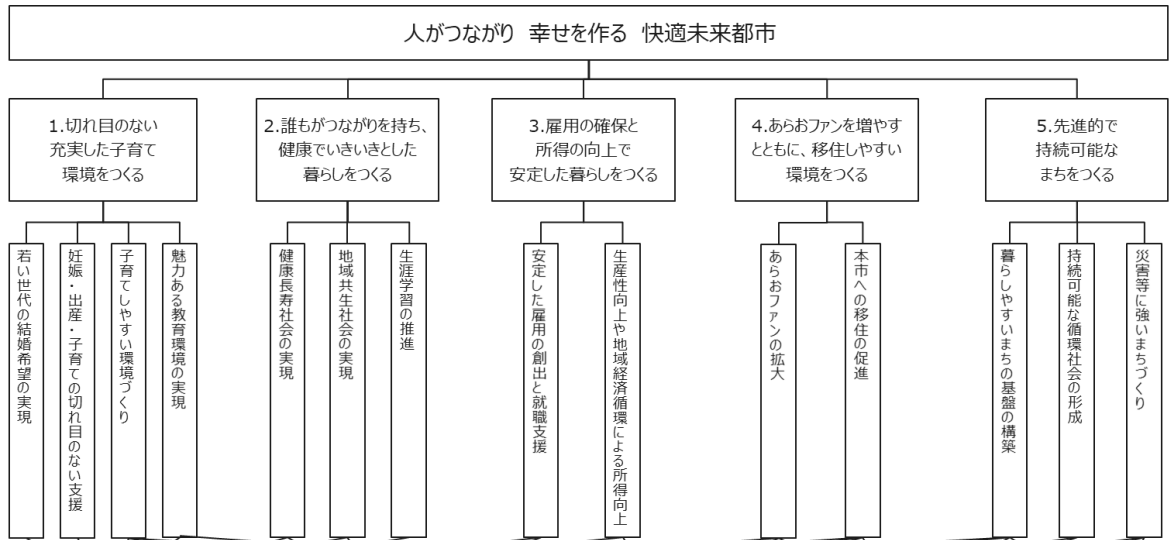 人がつながり 幸せを作る 快適未来都市
1.切れ目のない
充実した子育て
環境をつくる
2.誰もがつながりを持ち、
健康でいきいきとした
暮らしをつくる
3.雇用の確保と
所得の向上で
安定した暮らしをつくる
4.あらおファンを増やす
とともに、移住しやすい
環境をつくる
5.先進的で
持続可能な
まちをつくる
若い世代の結婚希望の実現
妊娠・出産・子育ての切れ目のない支援
子育てしやすい環境づくり
魅力ある教育環境の実現
健康長寿社会の実現
地域共生社会の実現
生涯学習の推進
安定した雇用の創出と就職支援
生産性向上や地域経済循環による所得向上
あらおファンの拡大
本市への移住の促進
暮らしやすいまちの基盤の構築
持続可能な循環社会の形成
災害等に強いまちづくり